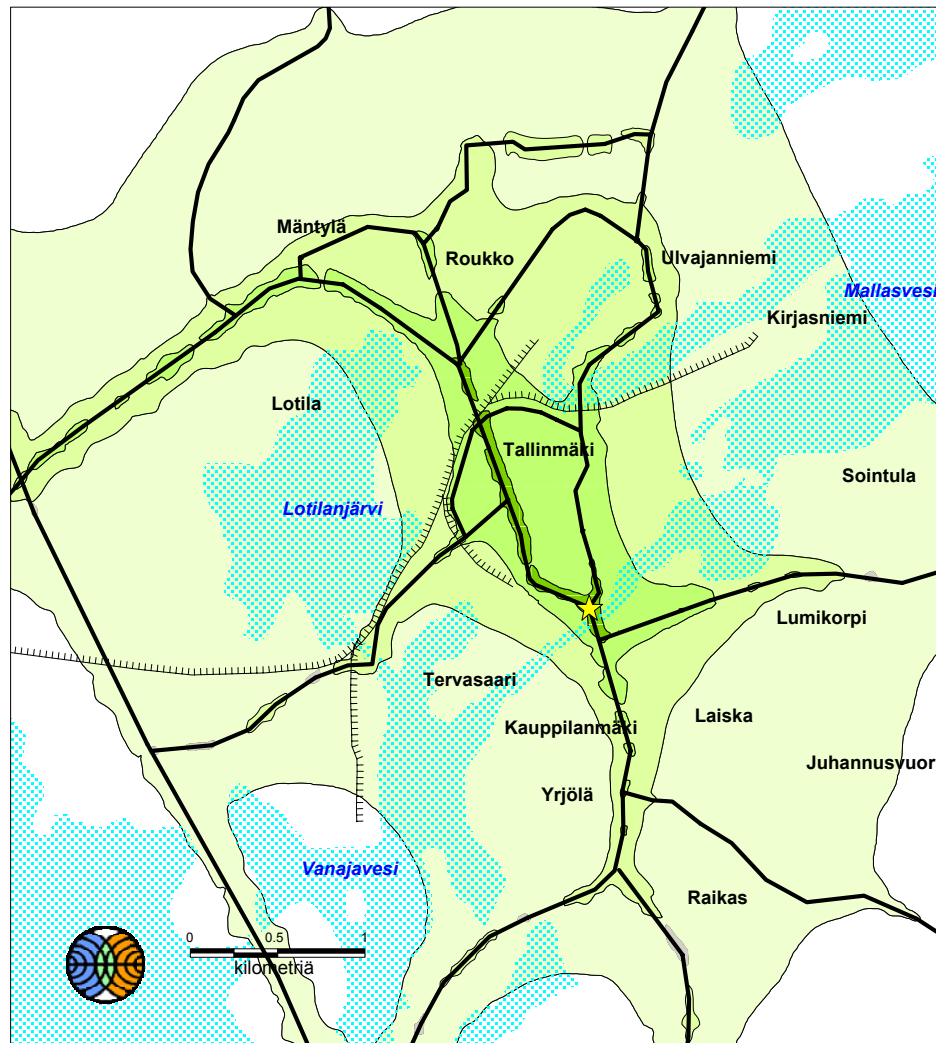 Mäntylä
Roukko
Ulvajanniemi
Mallasvesi
Kirjasniemi
Lotila
Tallinmäki
Sointula
Lotilanjärvi
Lumikorpi
Tervasaari
Laiska
Kauppilanmäki
Juhannusvuor
Yrjölä
Vanajavesi
Raikas
0 0.5 1
kilometriä